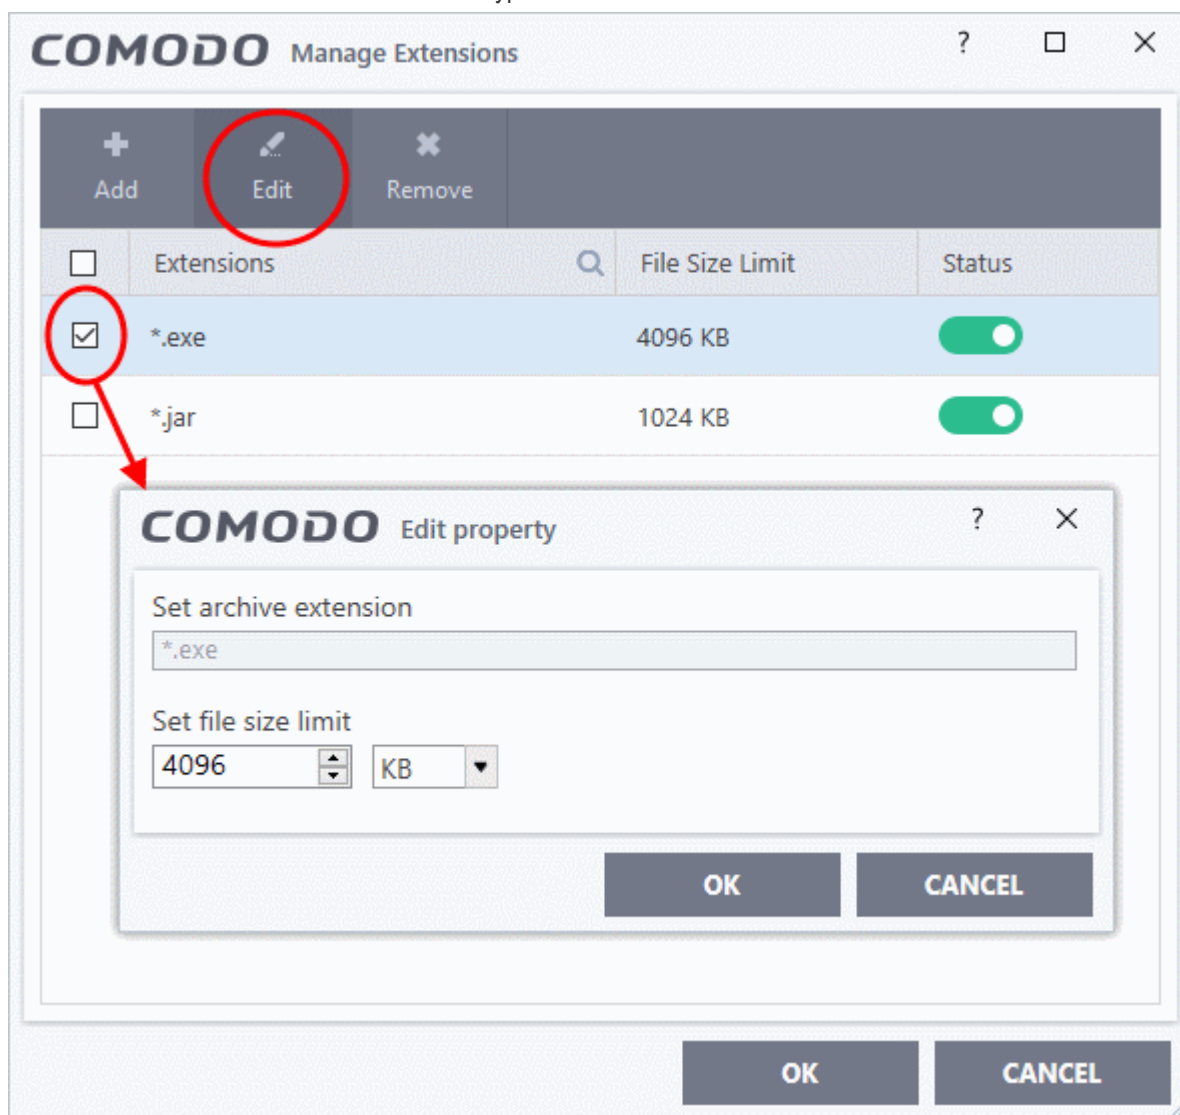 COMODO Manage Extensions ?
Add Edit Remove
Extensions File Size Limit Status
*.exe 4096 KB
*.jar 1024 KB
COMODO Edit property ?
Set archive extension
*.exe
Set file size limit
4096 KB
OK CANCEL
OK CANCEL